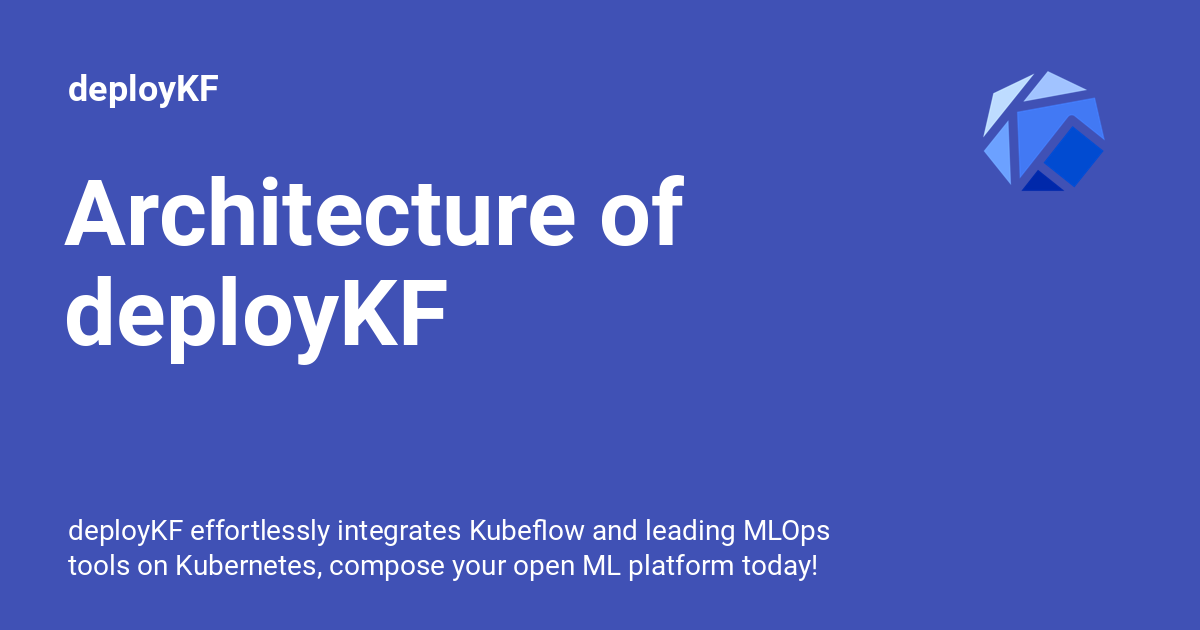 deployKF
Architecture of
deployKF
deployKF effortlessly integrates Kubeflow and leading MLOps
tools on Kubernetes, compose your open ML platform today!